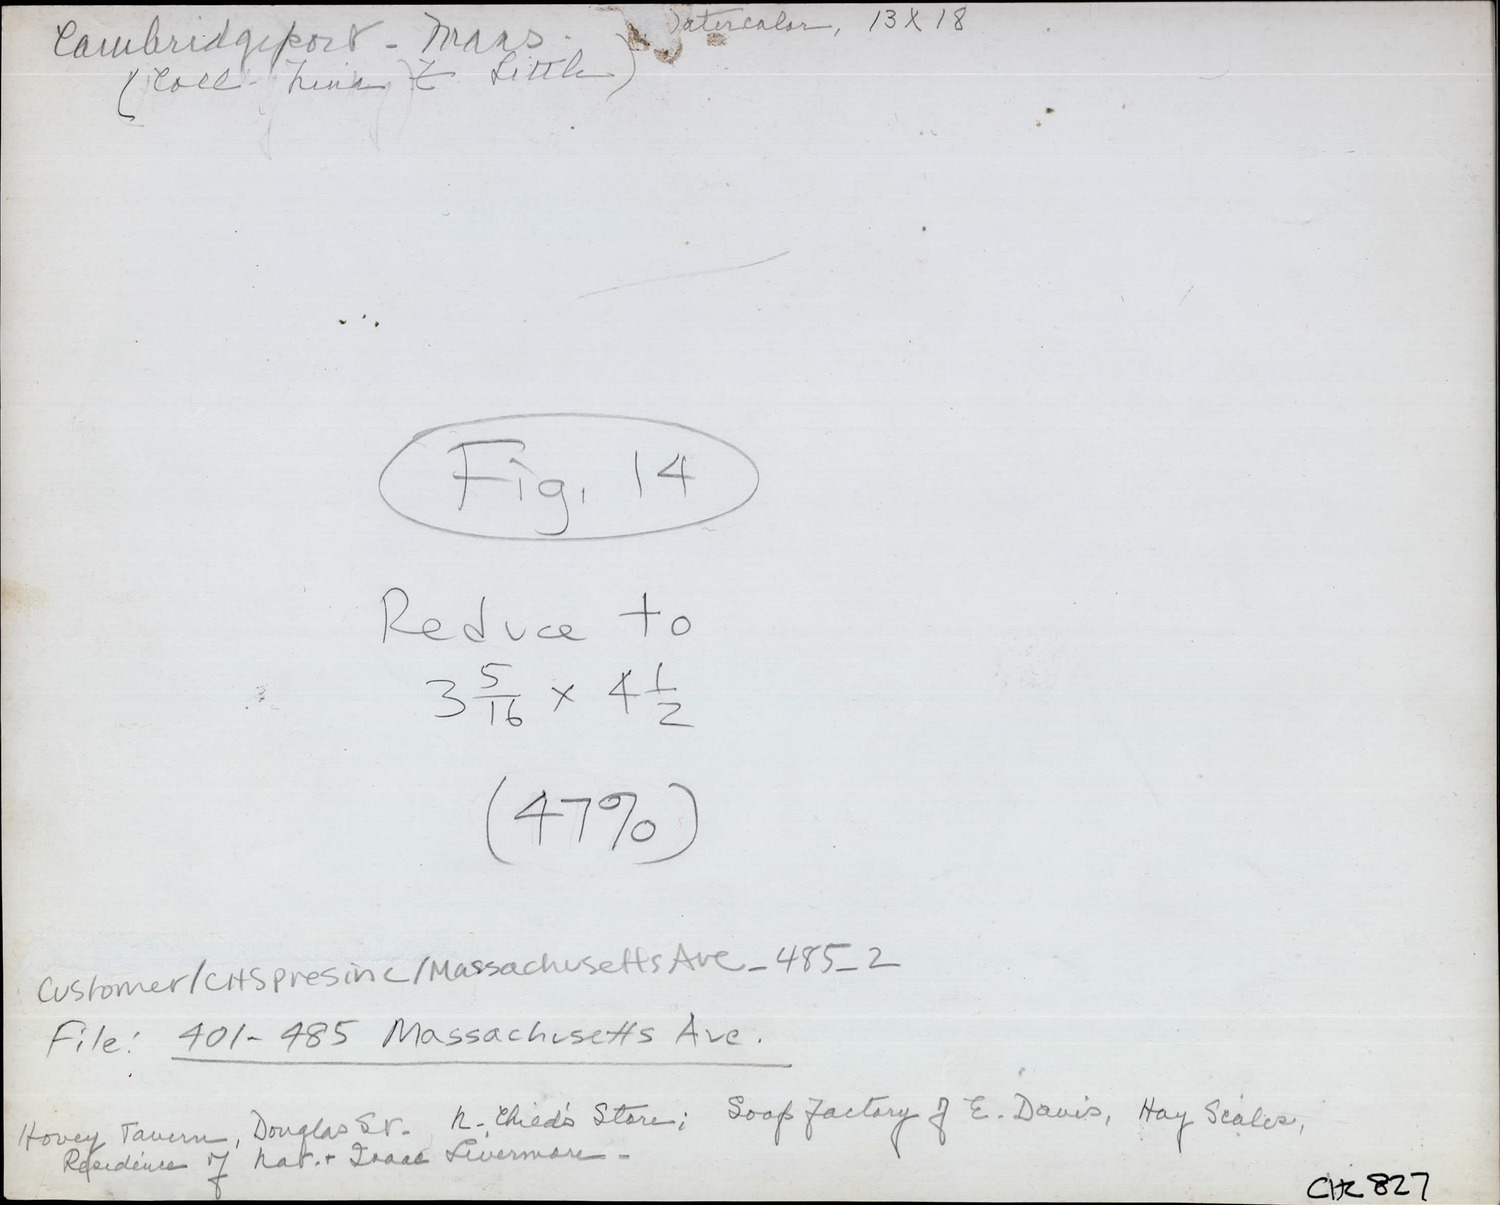 Cambridgeport - Mass. Watercolor, 13 X 18
(Coll. Nina F. Little)
Fig. 14
Reduce to
3 5/16 x 4 1/2
(47%)
Customer/CHSpresinc/MassachusettsAve_485_2
File: 401-485 Massachusetts Ave.
Hovey Tavern, Douglas St. N. Child's Store; Soap Factory of E. Davis, Hay Scales,
Residence of Nat. + Isaac Livermore -
827